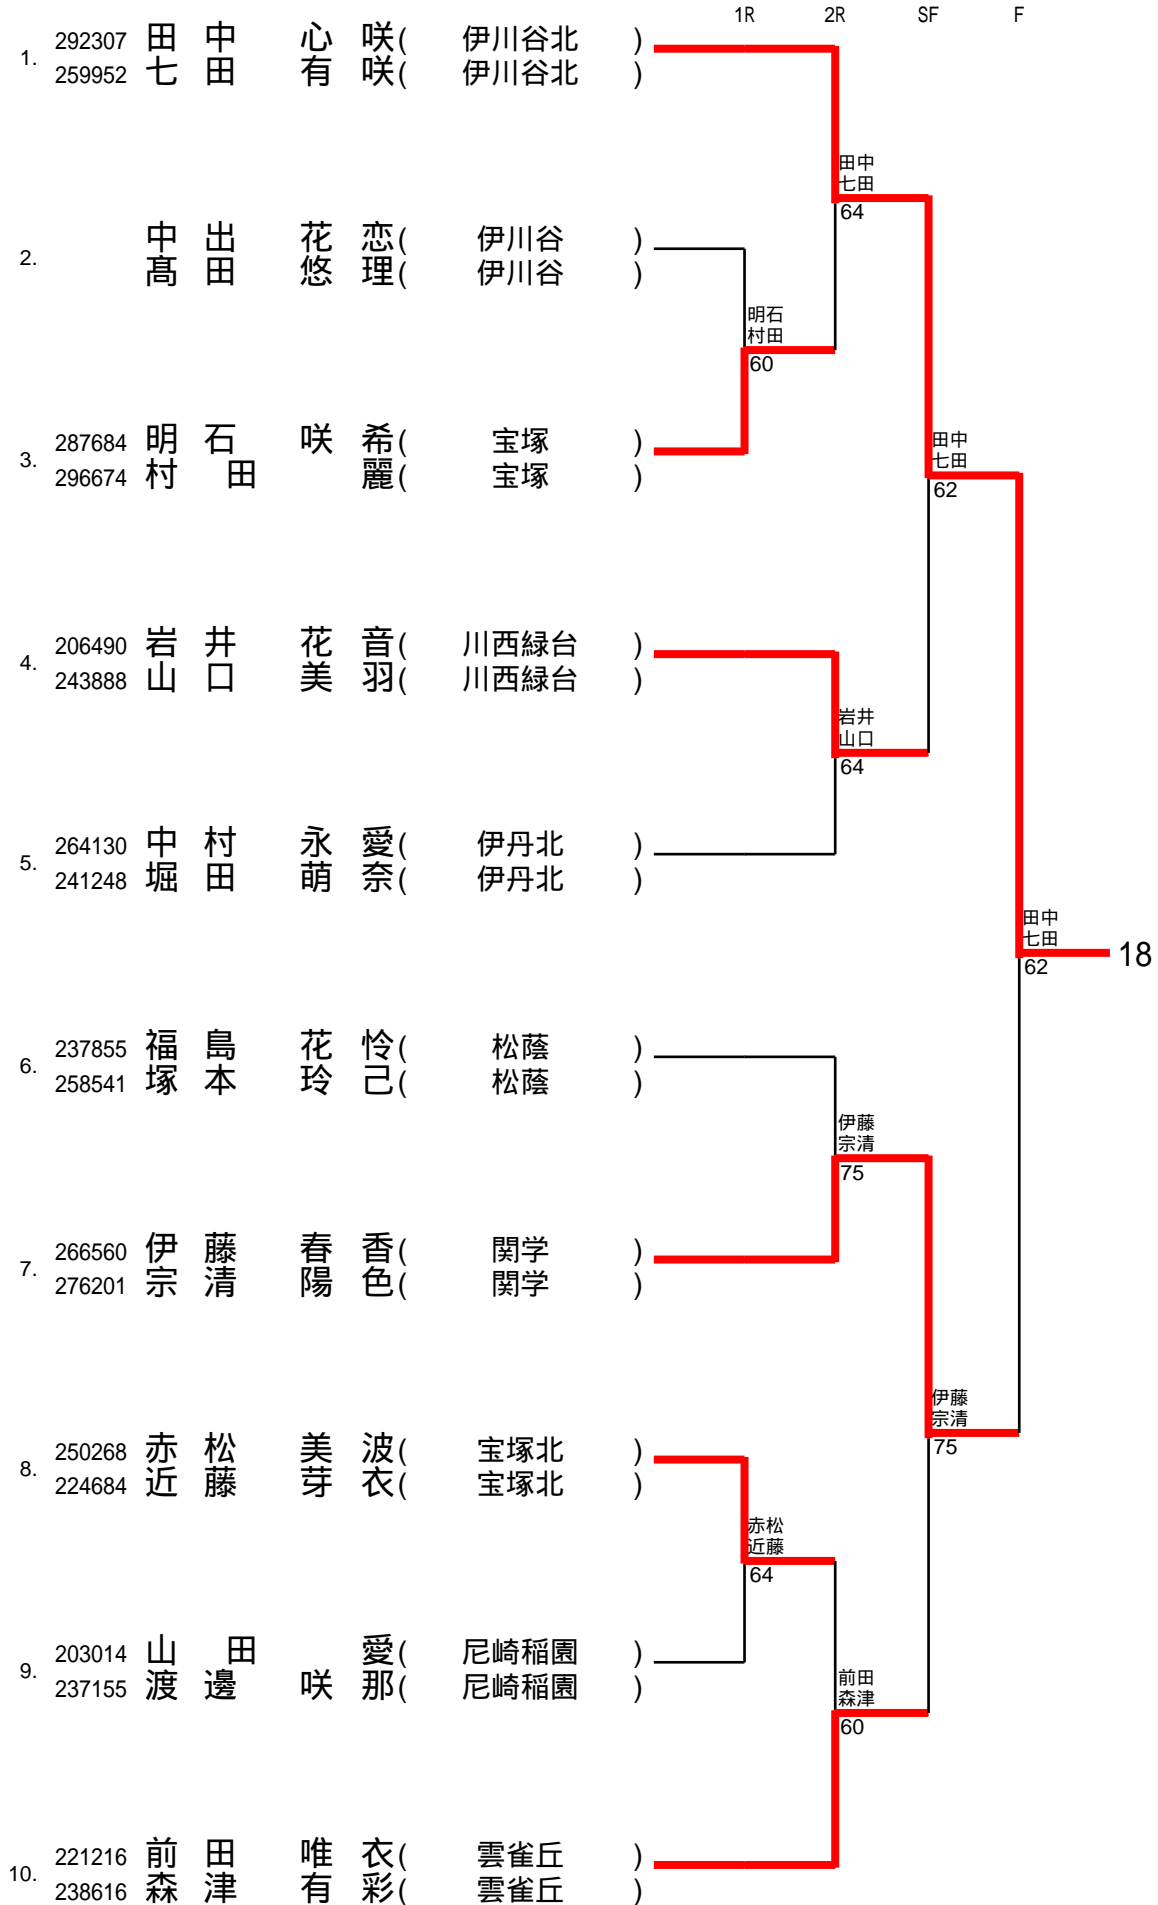 1R 2R SF F
1. 292307 田中 心咲( 伊川谷北 )
259952 七田 有咲( 伊川谷北 )
田中
七田
64
2. 中出 花恋( 伊川谷 )
髙田 悠理( 伊川谷 )
明石
村田
60
3. 287684 明石 咲希( 宝塚 )
296674 村田 麗( 宝塚 )
田中
七田
62
4. 206490 岩井 花音( 川西緑台 )
243888 山口 美羽( 川西緑台 )
岩井
山口
64
5. 264130 中村 永愛( 伊丹北 )
241248 堀田 萌奈( 伊丹北 )
田中
七田
62 18
6. 237855 福島 花怜( 松蔭 )
258541 塚本 玲己( 松蔭 )
伊藤
宗清
75
7. 266560 伊藤 春香( 関学 )
276201 宗清 陽色( 関学 )
伊藤
宗清
75
8. 250268 赤松 美波( 宝塚北 )
224684 近藤 芽衣( 宝塚北 )
赤松
近藤
64
9. 203014 山田 愛( 尼崎稲園 )
237155 渡邊 咲那( 尼崎稲園 )
前田
森津
60
10. 221216 前田 唯衣( 雲雀丘 )
238616 森津 有彩( 雲雀丘 )